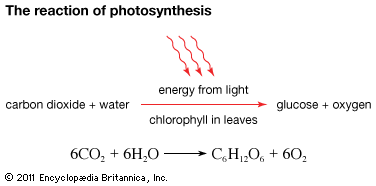 The reaction of photosynthesis
energy from light
carbon dioxide + water glucose + oxygen
chlorophyll in leaves
6CO₂ + 6H₂O ⟶ C₆H₁₂O₆ + 6O₂
© 2011 Encyclopædia Britannica, Inc.